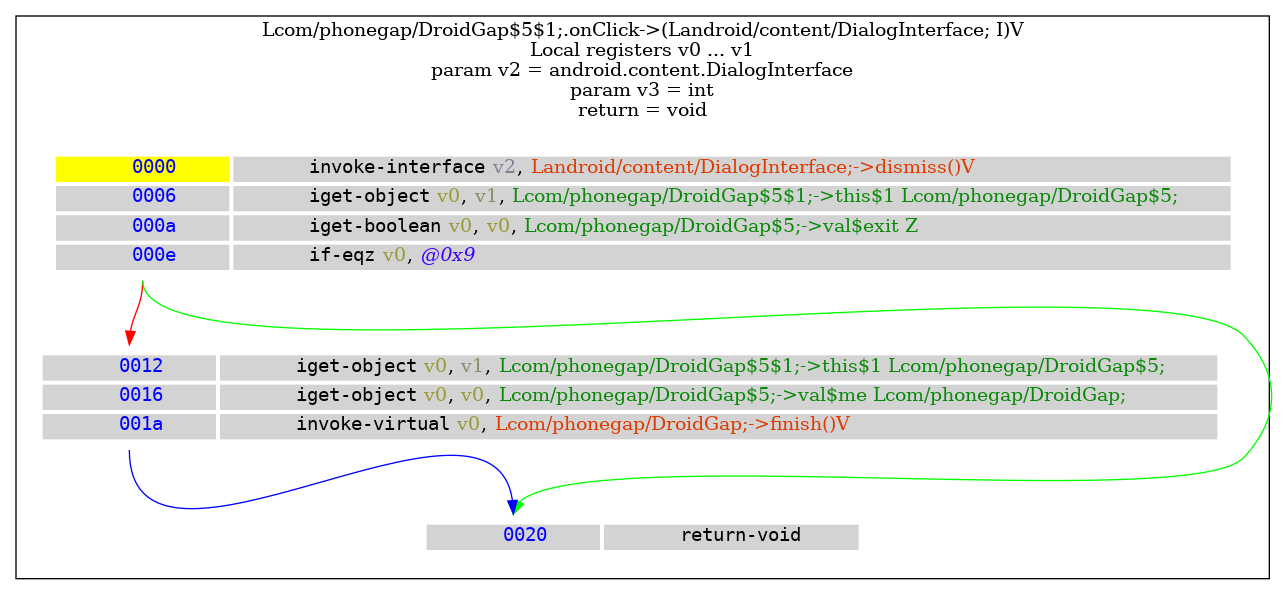 Lcom/phonegap/DroidGap$5$1;.onClick->(Landroid/content/DialogInterface; I)V
Local registers v0 ... v1
param v2 = android.content.DialogInterface
param v3 = int
return = void
0000 invoke-interface v2, Landroid/content/DialogInterface;->dismiss()V
0006 iget-object v0, v1, Lcom/phonegap/DroidGap$5$1;->this$1 Lcom/phonegap/DroidGap$5;
000a iget-boolean v0, v0, Lcom/phonegap/DroidGap$5;->val$exit Z
000e if-eqz v0, @0x9
0012 iget-object v0, v1, Lcom/phonegap/DroidGap$5$1;->this$1 Lcom/phonegap/DroidGap$5;
0016 iget-object v0, v0, Lcom/phonegap/DroidGap$5;->val$me Lcom/phonegap/DroidGap;
001a invoke-virtual v0, Lcom/phonegap/DroidGap;->finish()V
0020 return-void